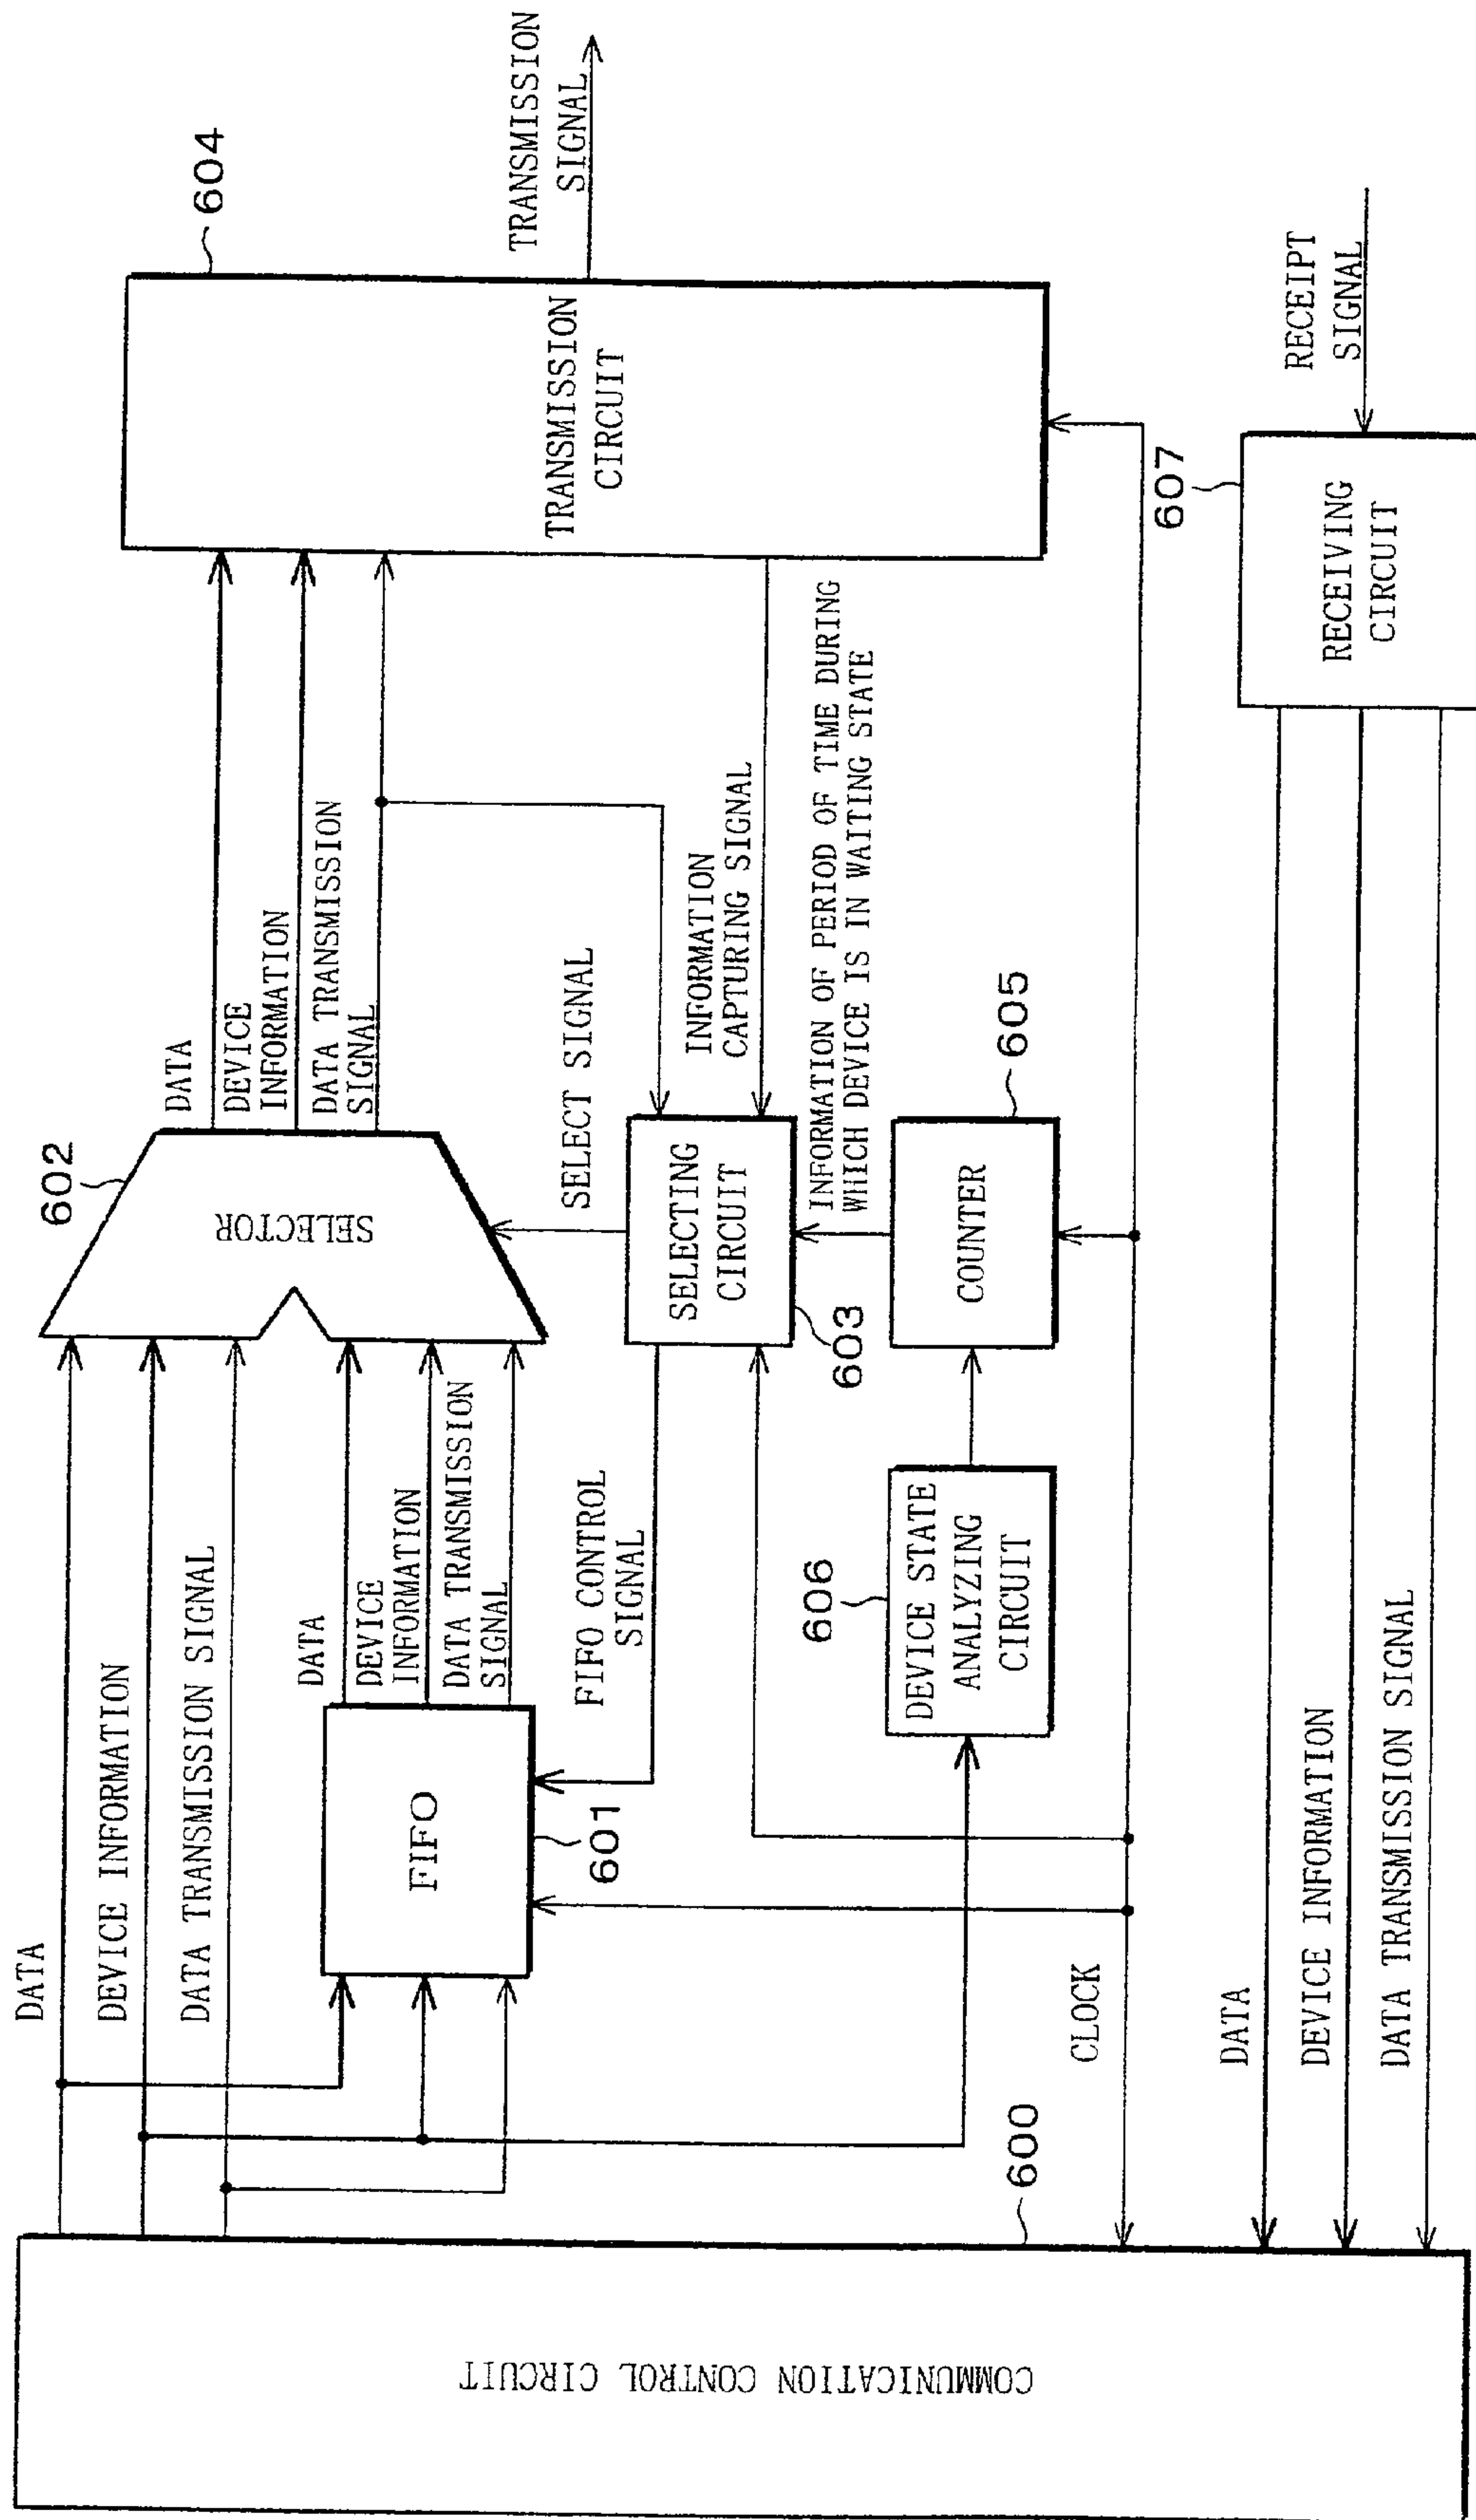 DATA
DEVICE INFORMATION
DATA TRANSMISSION SIGNAL
DATA
DEVICE
INFORMATION
DATA TRANSMISSION
SIGNAL
FIFO
601
FIFO CONTROL
SIGNAL
602
SELECTOR
DATA
DEVICE
INFORMATION
DATA TRANSMISSION
SIGNAL
SELECT SIGNAL
SELECTING
CIRCUIT
603
INFORMATION
CAPTURING SIGNAL
INFORMATION OF PERIOD OF TIME DURING
WHICH DEVICE IS IN WAITING STATE
604
TRANSMISSION
CIRCUIT
TRANSMISSION
SIGNAL
606
DEVICE STATE
ANALYZING
CIRCUIT
COUNTER
605
CLOCK
600
COMMUNICATION CONTROL CIRCUIT
DATA
DEVICE INFORMATION
DATA TRANSMISSION SIGNAL
607
RECEIVING
CIRCUIT
RECEIPT
SIGNAL